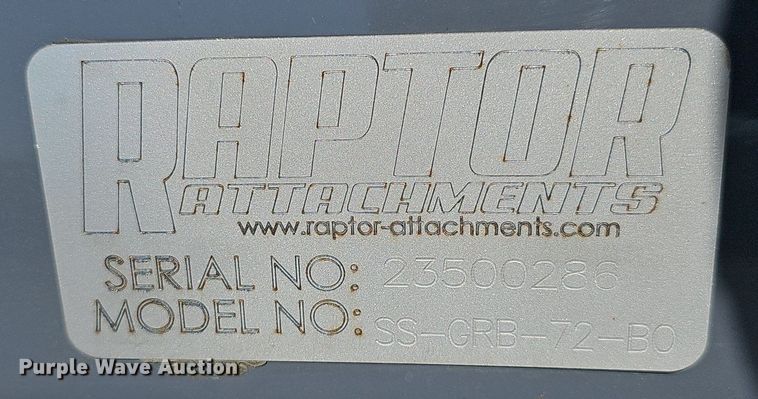 RAPTOR
ATTACHMENTS
www.raptor-attachments.com
SERIAL NO: 23500286
MODEL NO: SS-GRB-72-BO
Purple Wave Auction